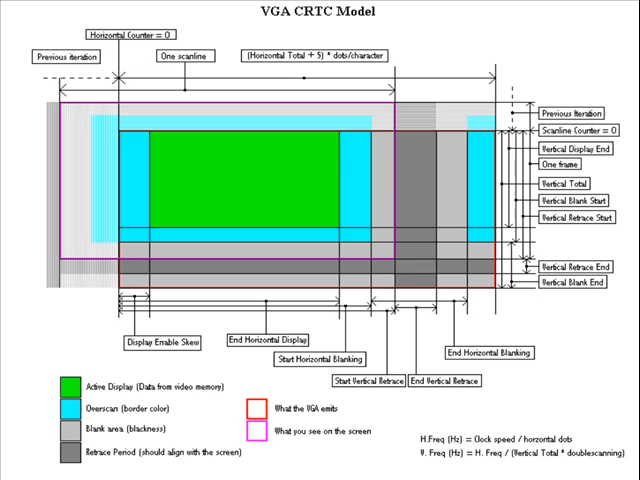 VGA CRTC Model
Horizontal Counter = 0
Previous iteration
One scanline
(Horizontal Total + 5) * dots/character
Previous Iteration
Scanline Counter = 0
Vertical Display End
One frame
Vertical Total
Vertical Blank Start
Vertical Retrace Start
Vertical Retrace End
Vertical Blank End
Display Enable Skew
End Horizontal Display
Start Horizontal Blanking
End Horizontal Blanking
Start Vertical Retrace
End Vertical Retrace
Active Display (Data from video memory)
Overscan (border color)
Blank area (blackness)
Retrace Period (should align with the screen)
What the VGA emits
What you see on the screen
H.Freq (Hz) = Clock speed / horzontal dots
V. Freq (Hz) = H. Freq / (Vertical Total * doublescanning)